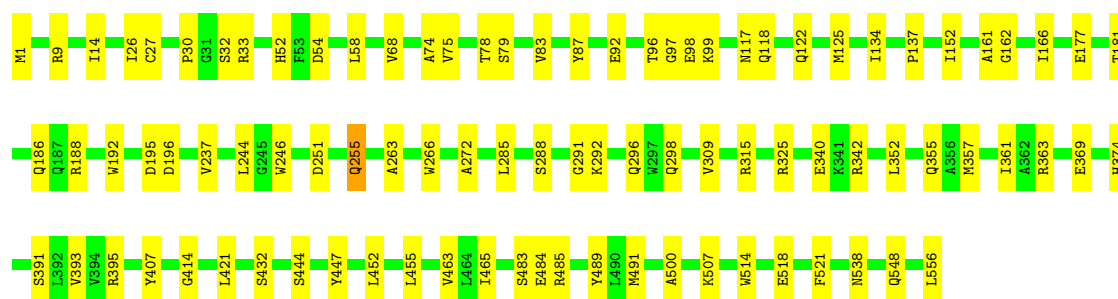 M1 R9 I14 I26 C27 P30 G31 S32 R33 H52 F53 D54 L58 V68 A74 V75 T78 S79 V83 Y87 E92 T96 G97 E98 K99 N117 Q118 Q122 M125 I134 P137 I152 A161 G162 I166 E177 T181
Q186 Q187 R188 W192 D195 D196 V237 L244 G245 W246 D251 Q255 A263 W266 A272 L285 S288 G291 K292 Q296 W297 Q298 V309 R315 R325 E340 K341 R342 L352 Q355 A356 M357 I361 A362 R363 E369 H374
S391 L392 V393 V394 R395 Y407 G414 L421 S432 S444 Y447 L452 L455 V463 L464 I465 S483 E484 R485 Y489 L490 M491 A500 K507 W514 E518 F521 N538 Q548 L556